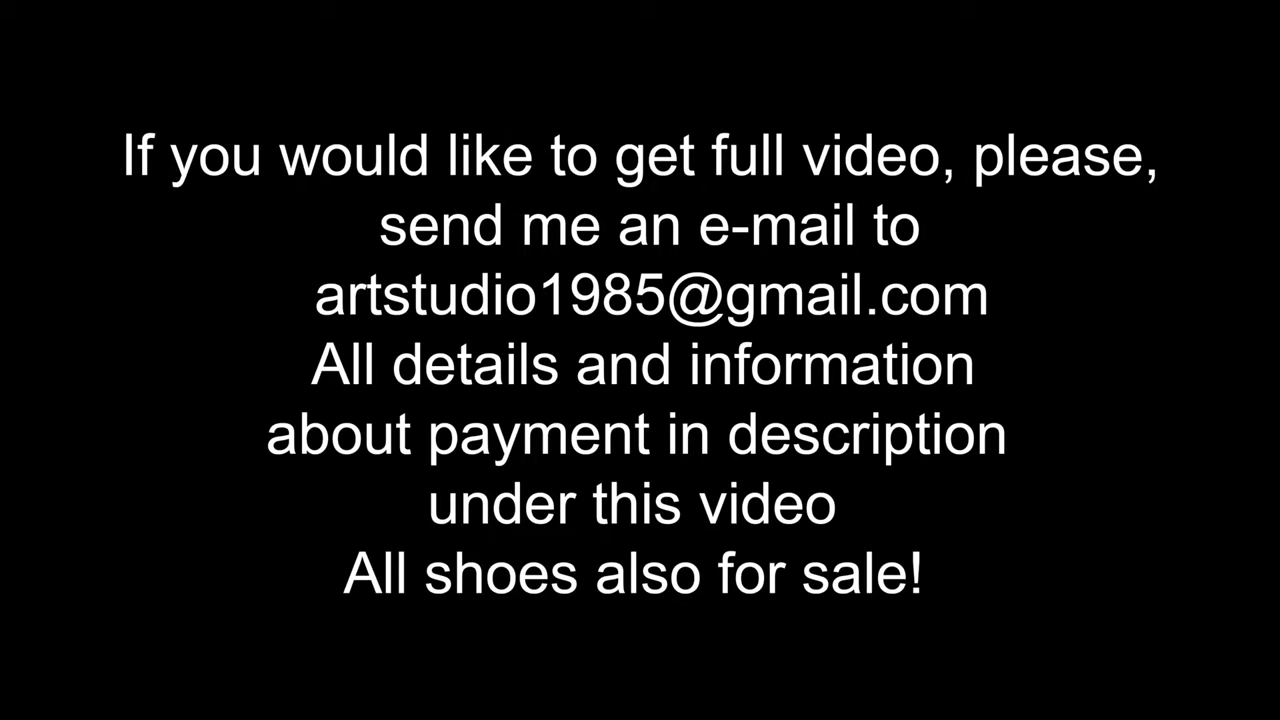 If you would like to get full video, please,
send me an e-mail to
artstudio1985@gmail.com
All details and information
about payment in description
under this video
All shoes also for sale!